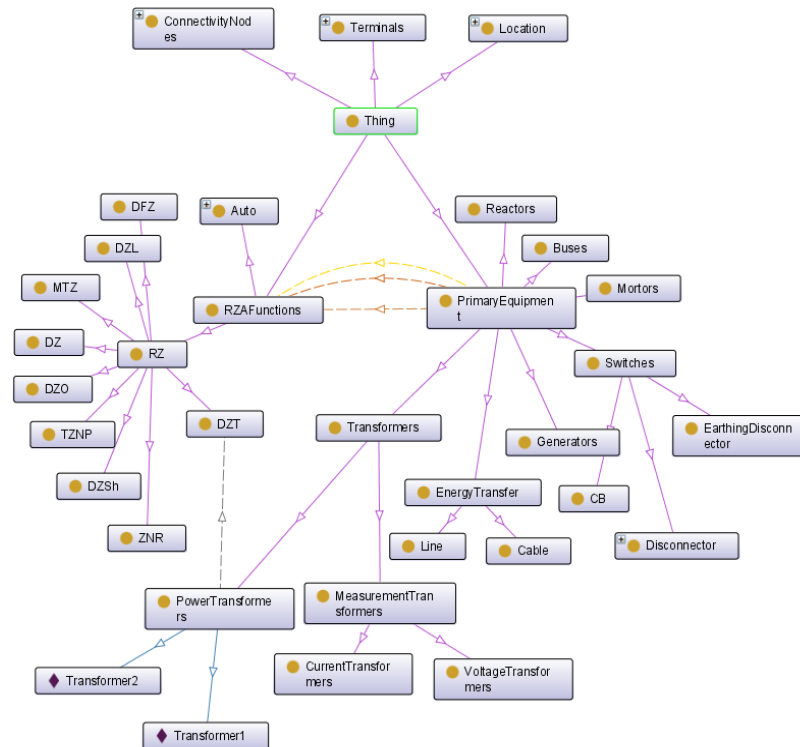 ConnectivityNod
es
Terminals
Location
Thing
DFZ
Auto
Reactors
DZL
Buses
MTZ
Mortors
RZAFunctions
PrimaryEquipmen
t
DZ
RZ
Switches
DZO
TZNP
DZT
Transformers
Generators
EarthingDisconn
ector
DZSh
EnergyTransfer
CB
ZNR
Line
Cable
Disconnector
PowerTransforme
rs
MeasurementTran
sformers
Transformer2
CurrentTransfor
mers
VoltageTransfor
mers
Transformer1